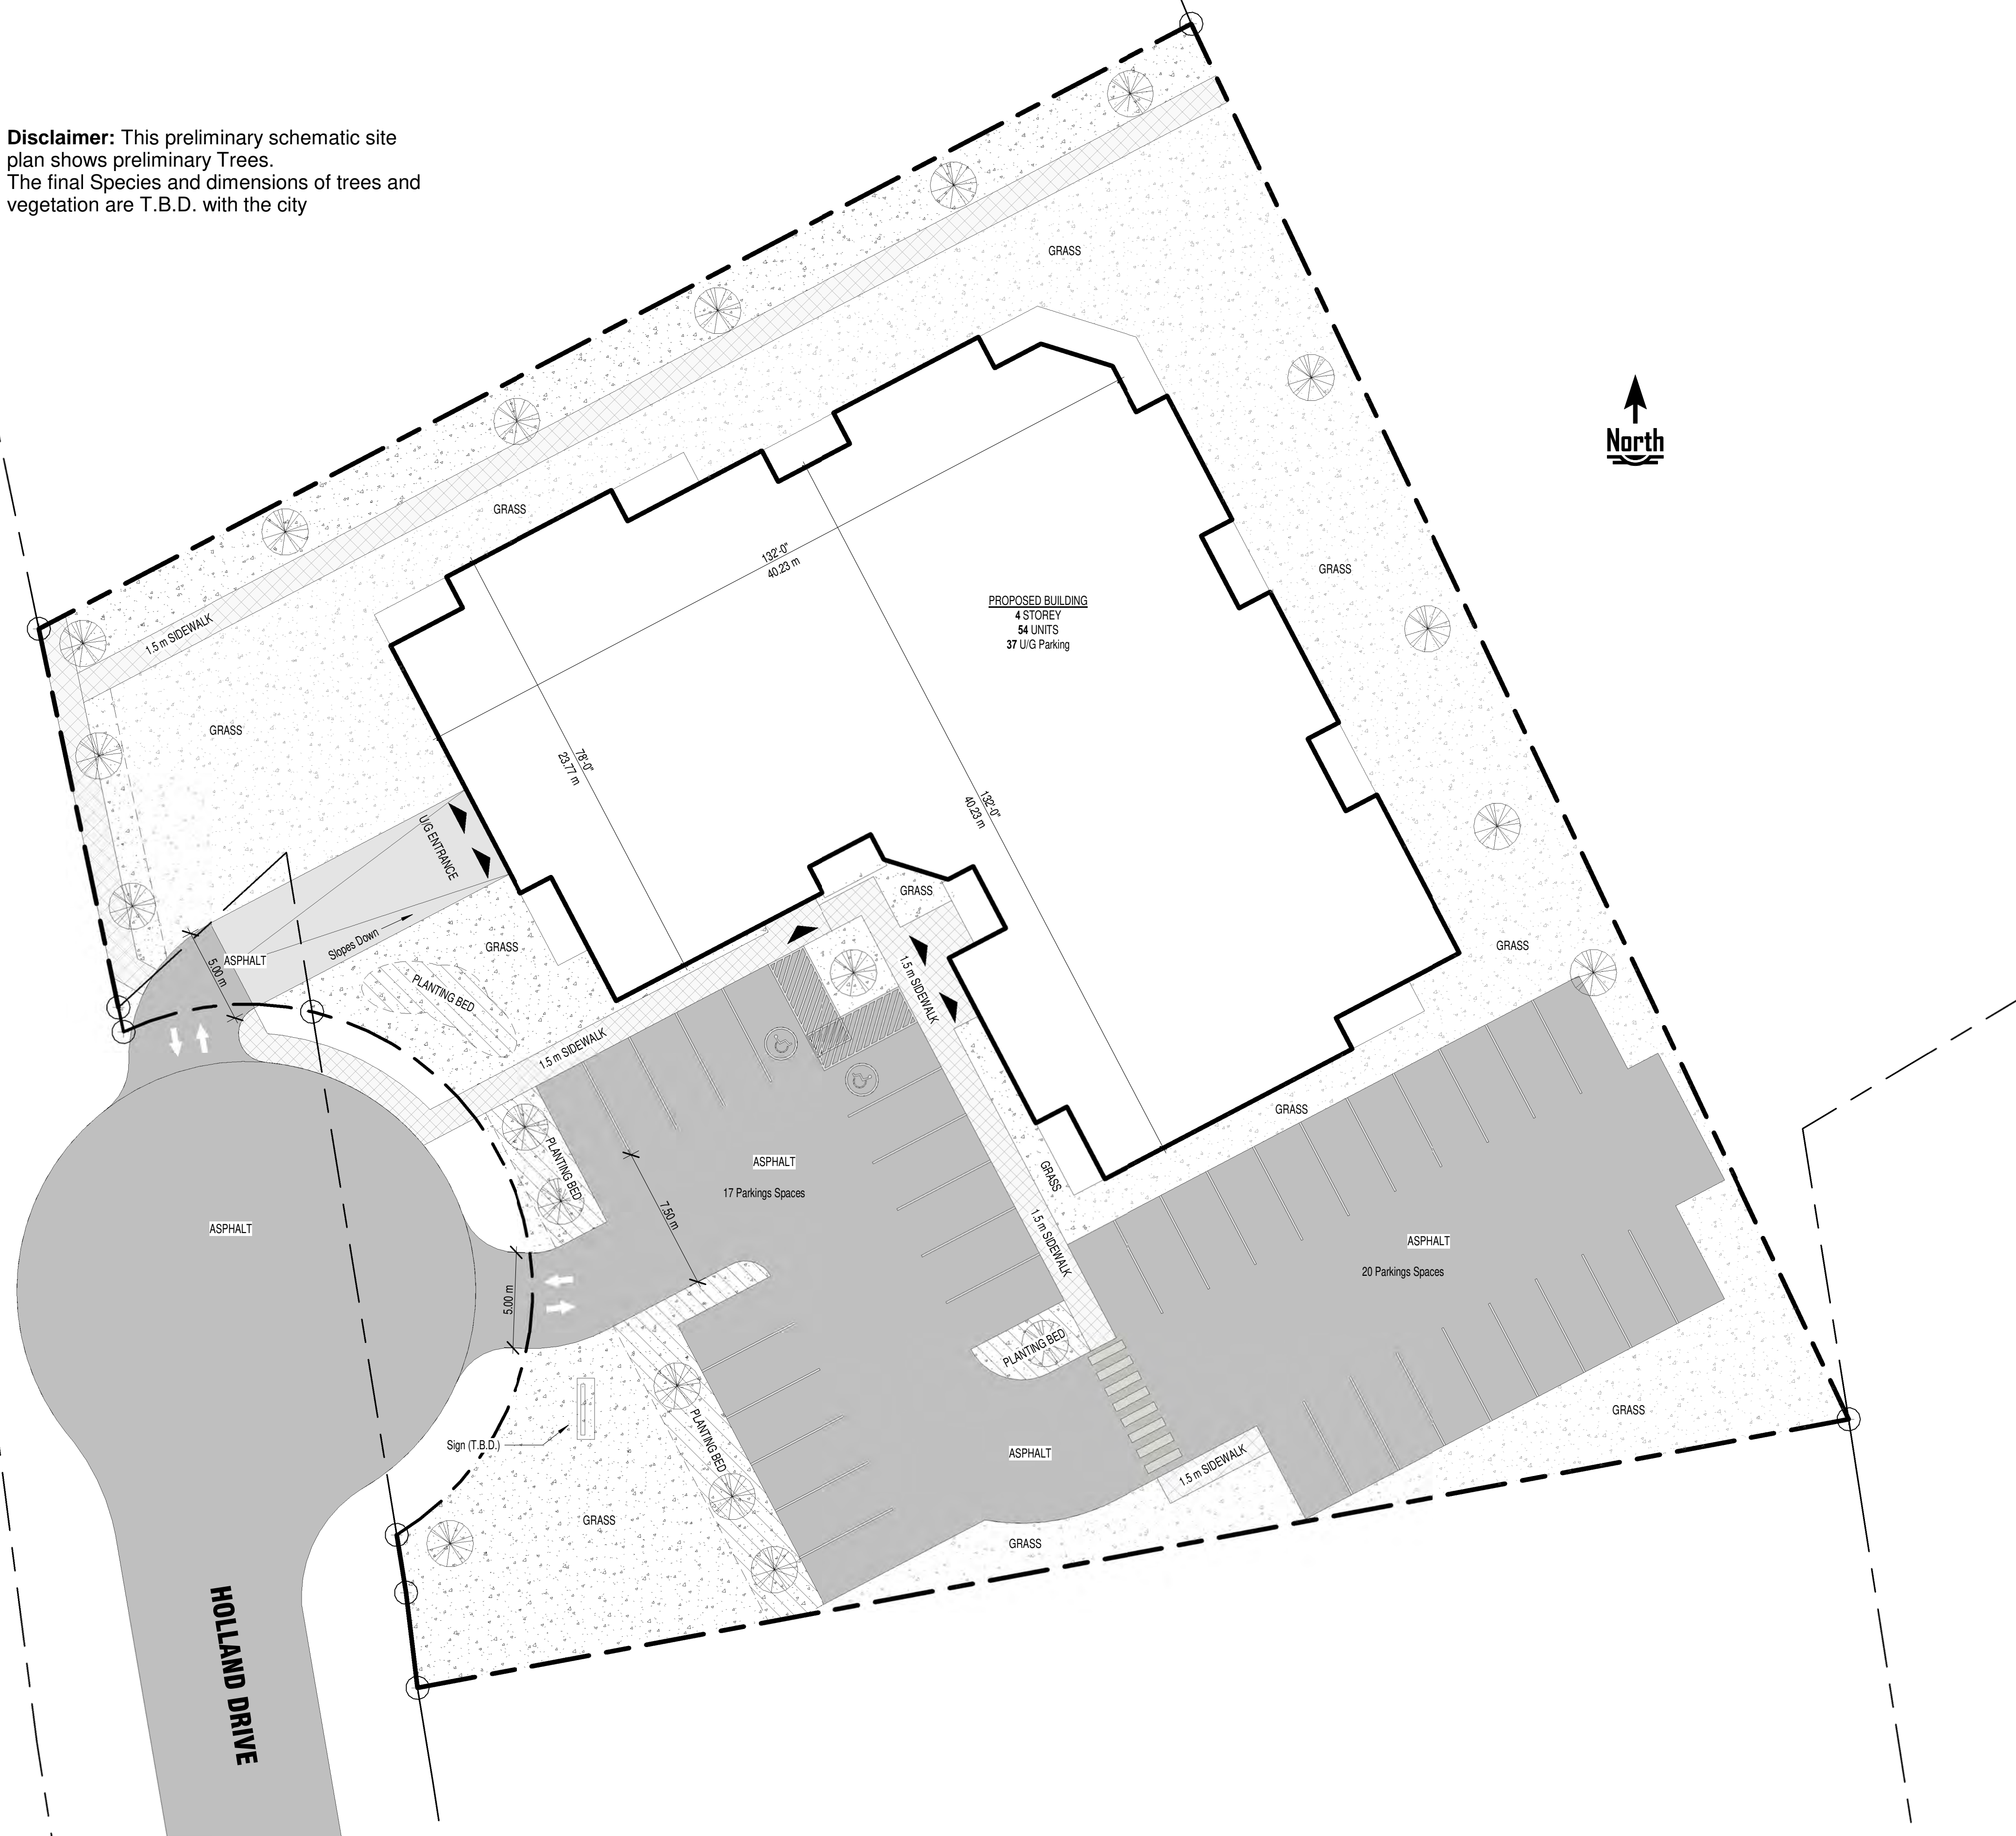 Disclaimer: This preliminary schematic site
plan shows preliminary Trees.
The final Species and dimensions of trees and
vegetation are T.B.D. with the city
GRASS
North
GRASS
132'-0"
40.23 m
GRASS
PROPOSED BUILDING
4 STOREY
54 UNITS
37 U/G Parking
1.5 m SIDEWALK
GRASS
78'-0"
23.77 m
132'-0"
40.23 m
U/G ENTRANCE
GRASS
Slopes Down
GRASS
GRASS
ASPHALT
5.00 m
PLANTING BED
1.5 m SIDEWALK
1.5 m SIDEWALK
GRASS
PLANTING BED
ASPHALT
17 Parkings Spaces
GRASS
7.50 m
ASPHALT
1.5 m SIDEWALK
ASPHALT
20 Parkings Spaces
5.00 m
PLANTING BED
GRASS
PLANTING BED
Sign (T.B.D.)
ASPHALT
1.5 m SIDEWALK
GRASS
GRASS
HOLLAND DRIVE